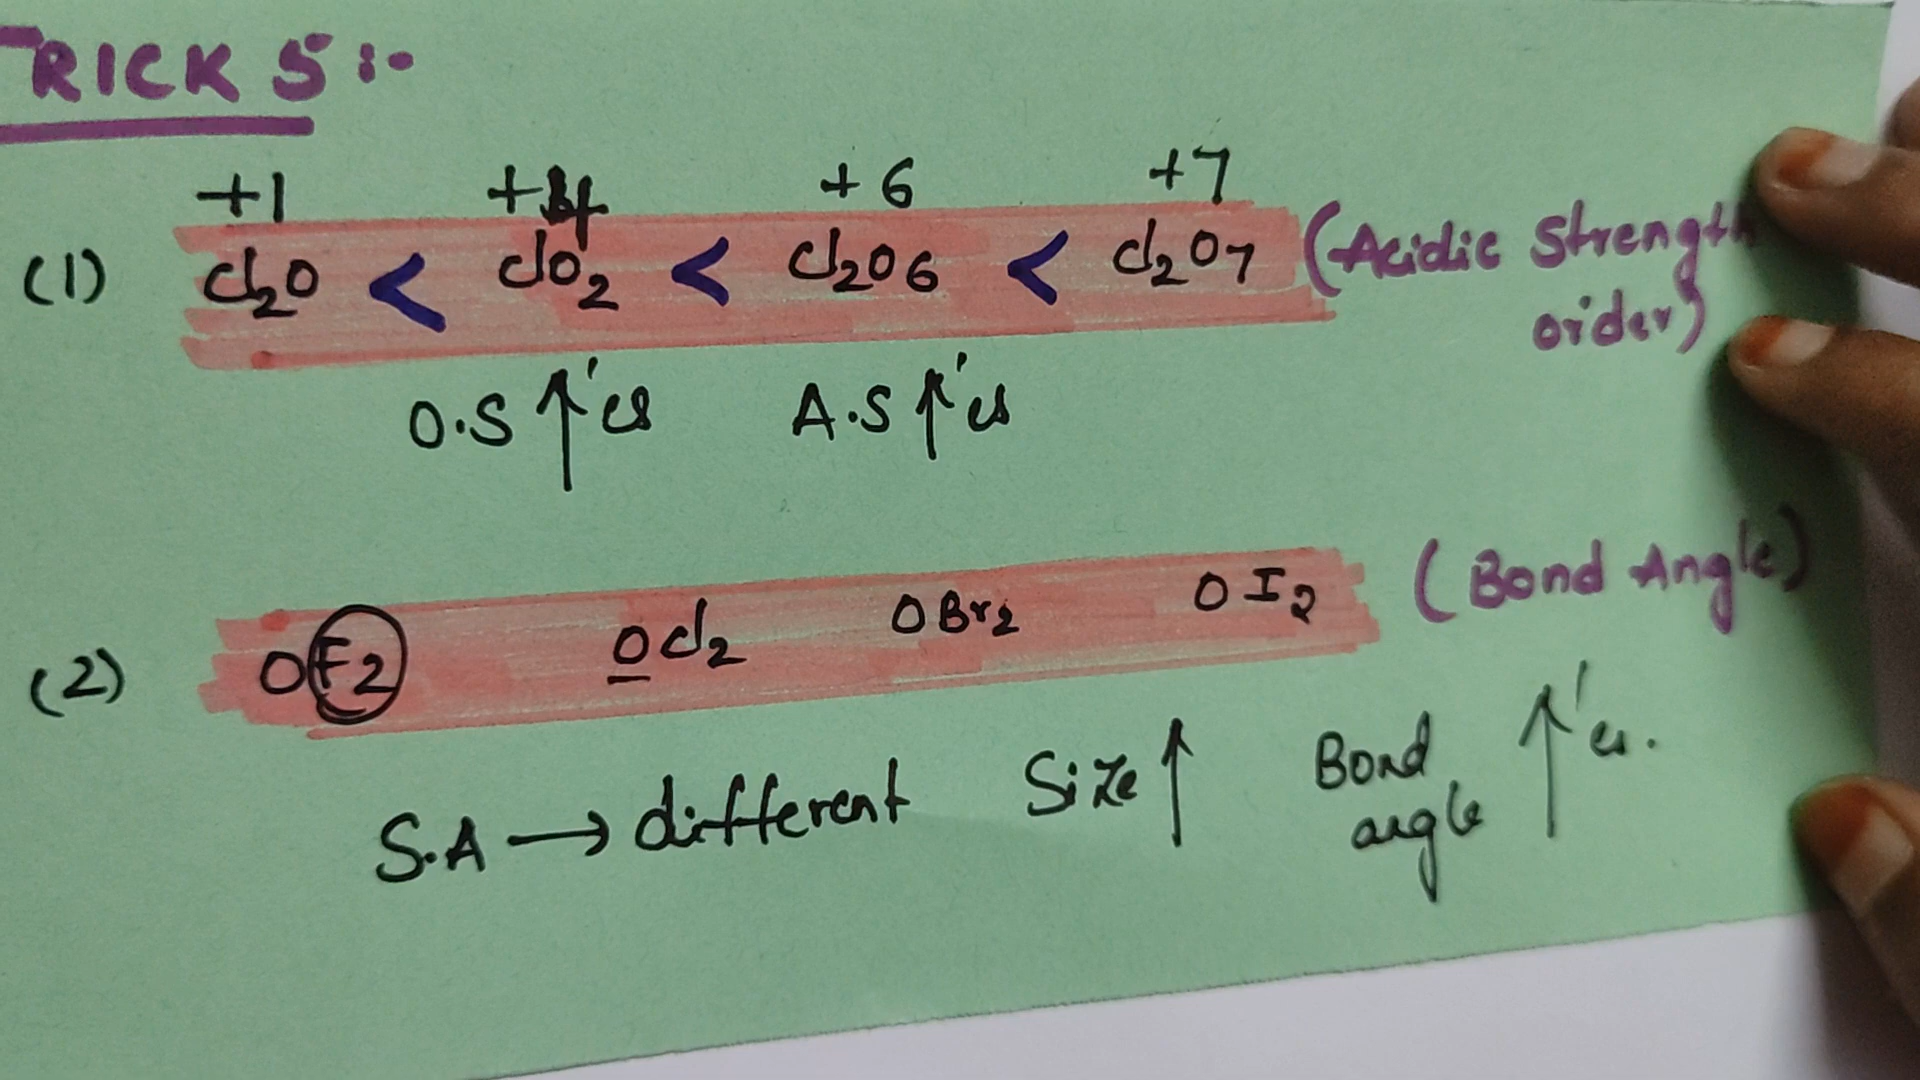 TRICK 5 :-
+1 +4 +6 +7
(1) Cl2O < ClO2 < Cl2O6 < Cl2O7 (Acidic Strength
order)
O.S ↑'es A.S ↑'es
(2) OF2 OCl2 OBr2 OI2 (Bond Angle)
S.A → different Size ↑ Bond angle ↑'es.